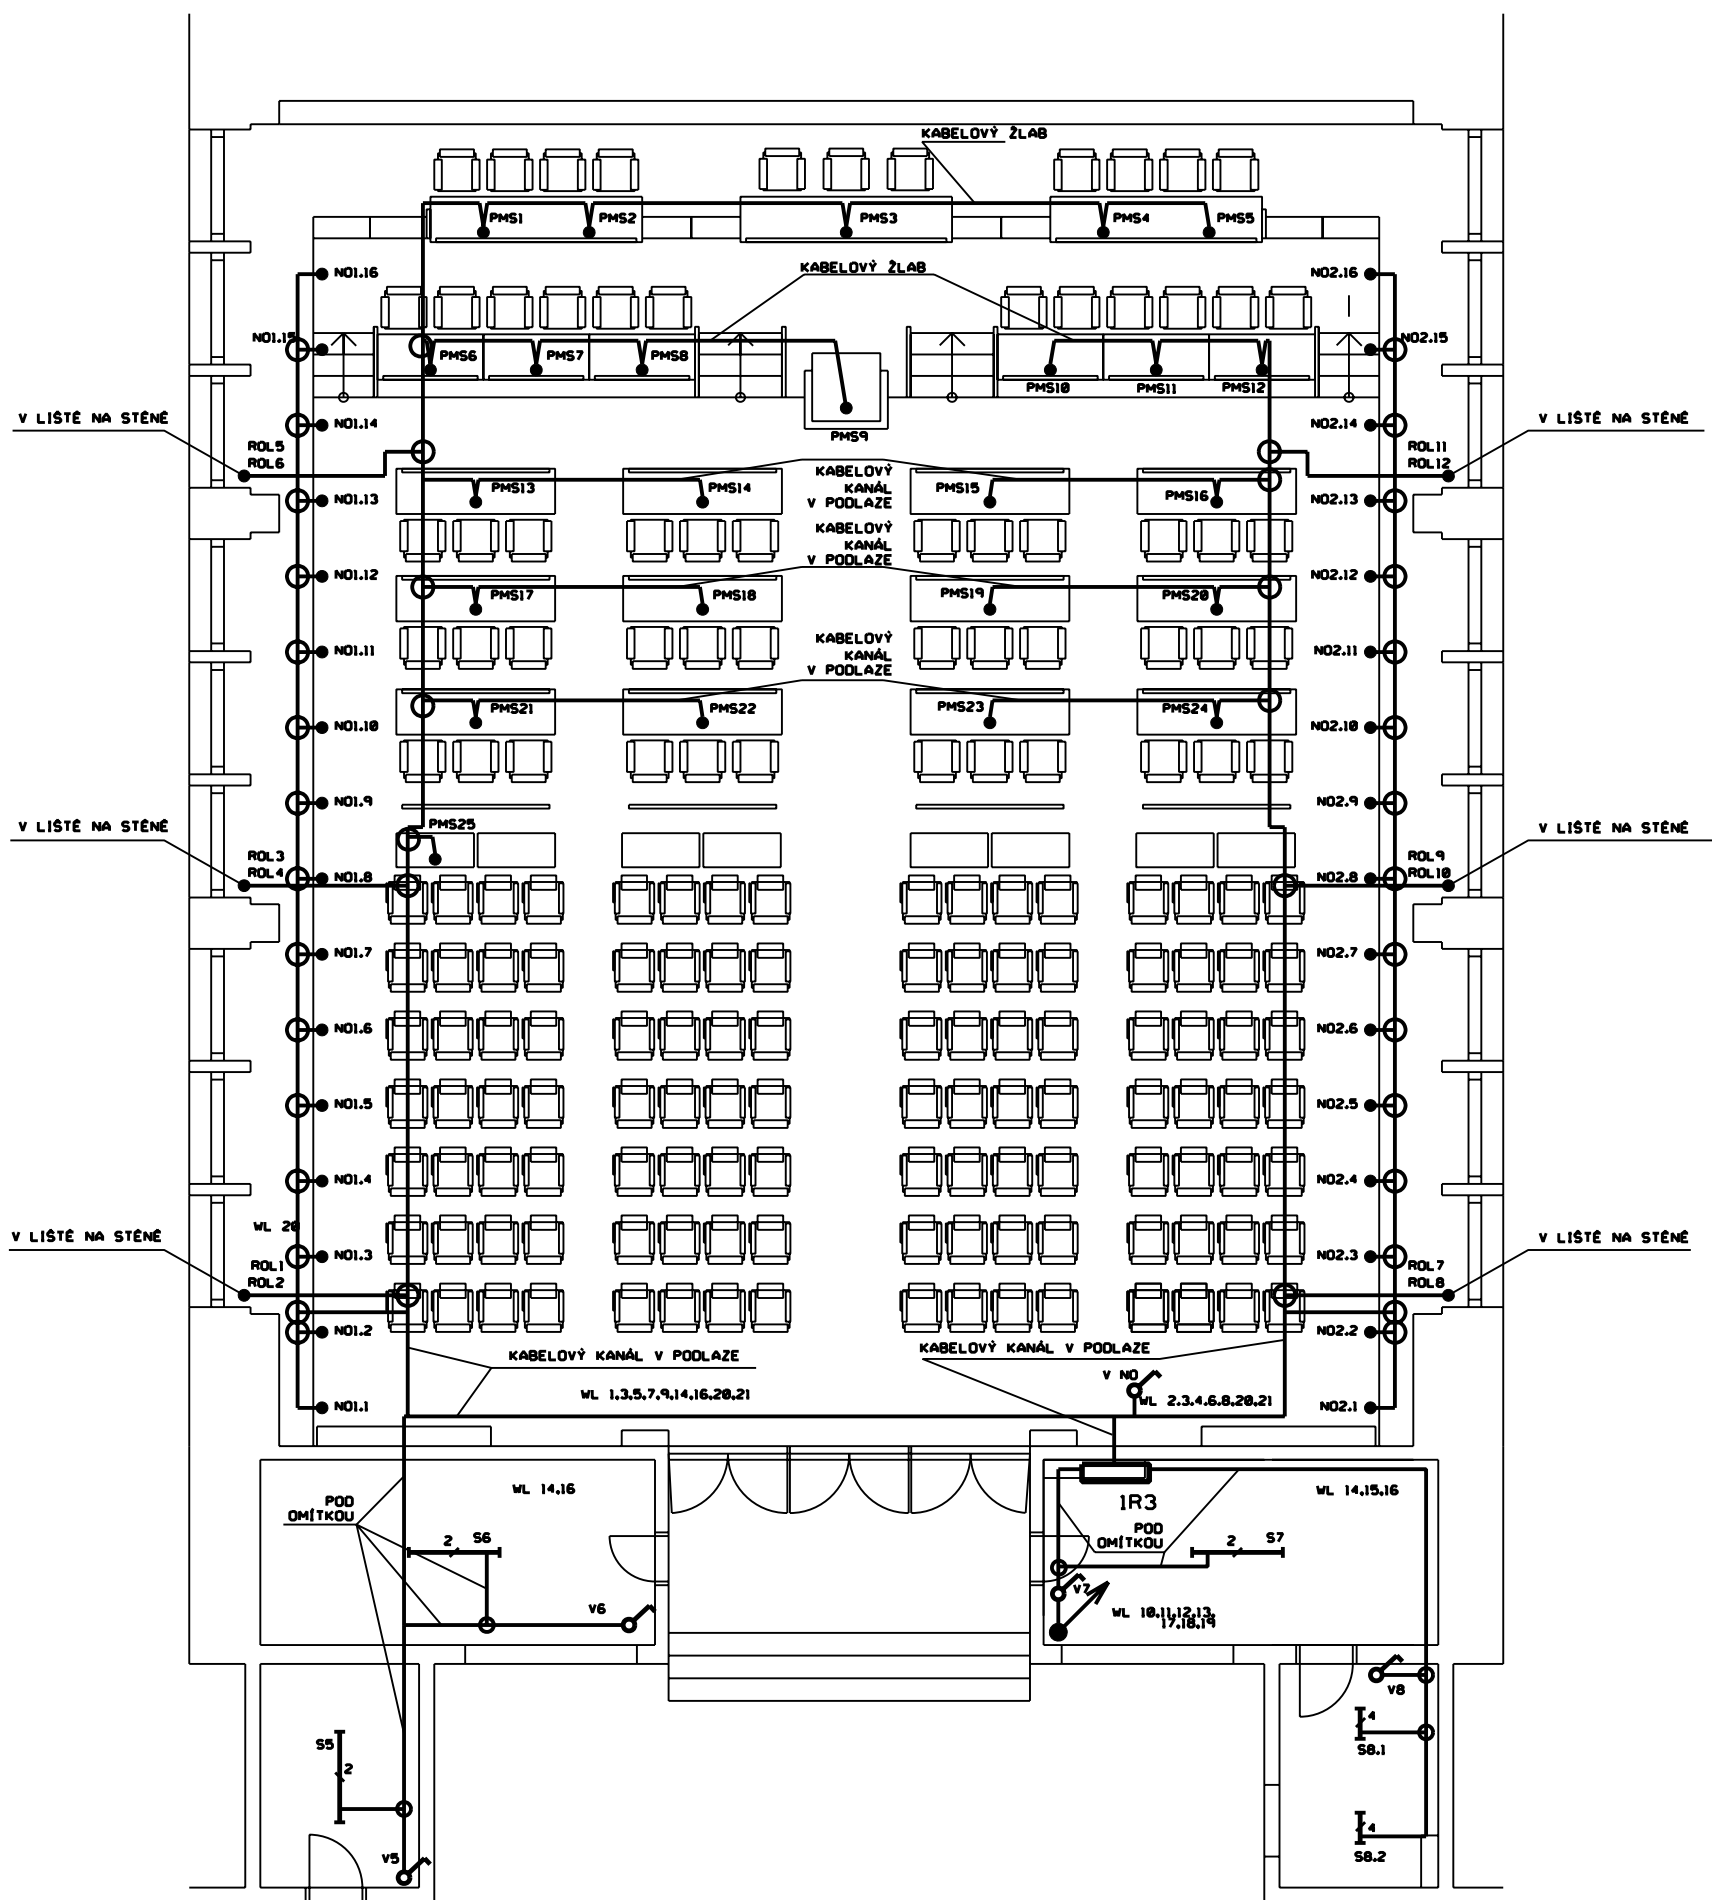 KABELOVÝ ŽLAB
PMS1
PMS2
PMS3
PMS4
PMS5
KABELOVÝ ŽLAB
NO1.16
NO2.16
NO1.15
NO2.15
PMS6
PMS7
PMS8
PMS10
PMS11
PMS12
PMS9
V LIŠTĚ NA STĚNĚ
V LIŠTĚ NA STĚNĚ
NO1.14
NO2.14
ROL5
ROL6
ROL11
ROL12
KABELOVÝ
KANÁL
V PODLAZE
PMS13
PMS14
PMS15
PMS16
NO1.13
NO2.13
KABELOVÝ
KANÁL
V PODLAZE
NO1.12
NO2.12
PMS17
PMS18
PMS19
PMS20
KABELOVÝ
KANÁL
V PODLAZE
NO1.11
NO2.11
PMS21
PMS22
PMS23
PMS24
NO1.10
NO2.10
NO1.9
NO2.9
V LIŠTĚ NA STĚNĚ
V LIŠTĚ NA STĚNĚ
PMS25
ROL3
ROL4
ROL9
ROL10
NO1.8
NO2.8
NO1.7
NO2.7
NO1.6
NO2.6
NO1.5
NO2.5
NO1.4
NO2.4
WL 20
V LIŠTĚ NA STĚNĚ
V LIŠTĚ NA STĚNĚ
NO1.3
NO2.3
ROL1
ROL2
ROL7
ROL8
NO1.2
NO2.2
KABELOVÝ KANÁL V PODLAZE
KABELOVÝ KANÁL V PODLAZE
V NO
WL 1,3,5,7,9,14,16,20,21
WL 2,3,4,6,8,20,21
NO1.1
NO2.1
WL 14,16
WL 14,15,16
POD
OMÍTKOU
1R3
POD
OMÍTKOU
2
S6
2
S7
V6
V7
WL 10,11,12,13,
17,18,19
V8
4
S8.1
S5
2
4
S8.2
V5